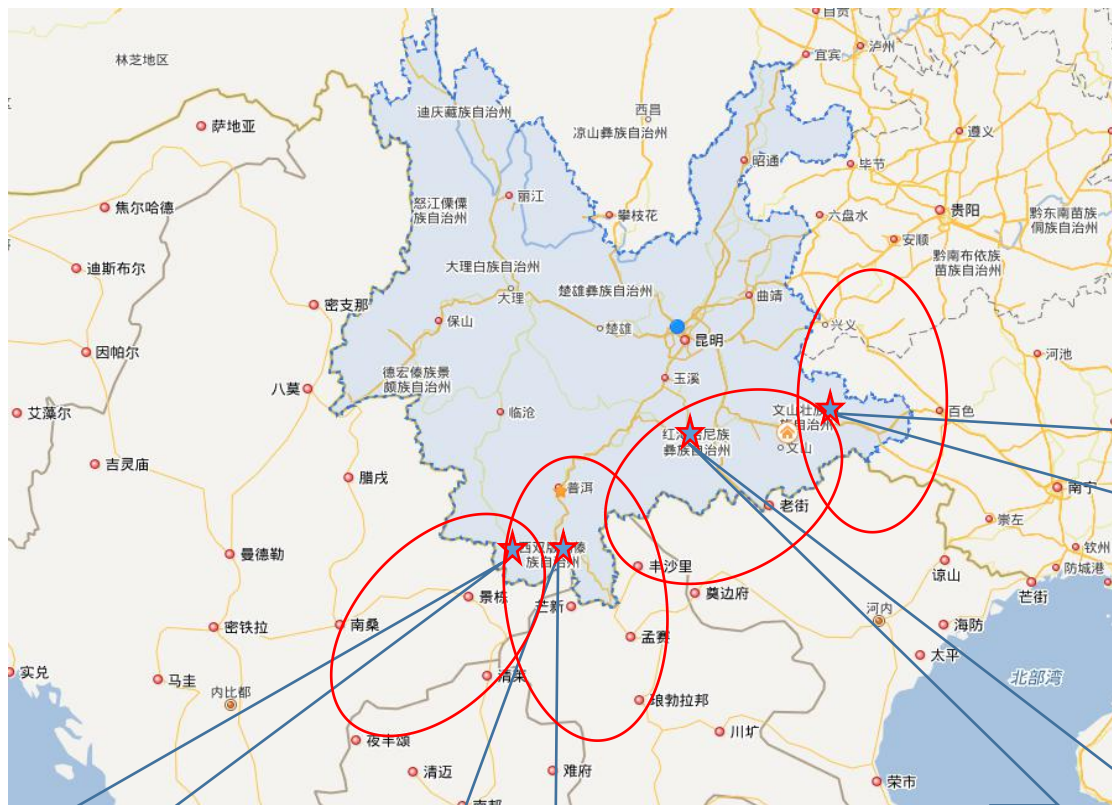 自贡
宜宾
泸州
林芝地区
西昌
凉山彝族自治州
迪庆藏族自治州
萨地亚
遵义
昭通
毕节
丽江
怒江傈僳
族自治州
攀枝花
六盘水
贵阳
黔东南苗族
侗族自治州
焦尔哈德
安顺
黔南布依族
苗族自治州
迪斯布尔
大理白族自治州
大理
楚雄彝族自治州
曲靖
密支那
保山
楚雄
昆明
兴义
因帕尔
河池
德宏傣族景
颇族自治州
玉溪
八莫
艾藻尔
临沧
文山壮族
族自治州
百色
红河哈尼族
彝族自治州
文山
吉灵庙
腊戌
普洱
老街
南宁
崇左
曼德勒
西双版纳傣
族自治州
钦州
丰沙里
谅山
防城港
景栋
芒新
奠边府
河内
芒街
密铁拉
南桑
孟赛
海防
太平
实兑
马圭
清莱
北部湾
内比都
琅勃拉邦
川圹
夜丰颂
清迈
难府
荣市
南邦